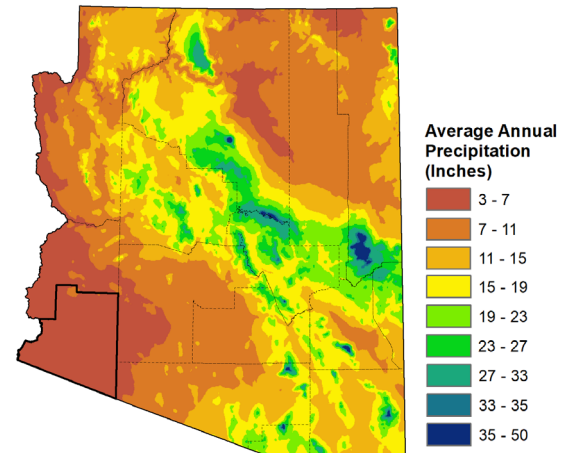 Average Annual
Precipitation
(Inches)
3 - 7
7 - 11
11 - 15
15 - 19
19 - 23
23 - 27
27 - 33
33 - 35
35 - 50